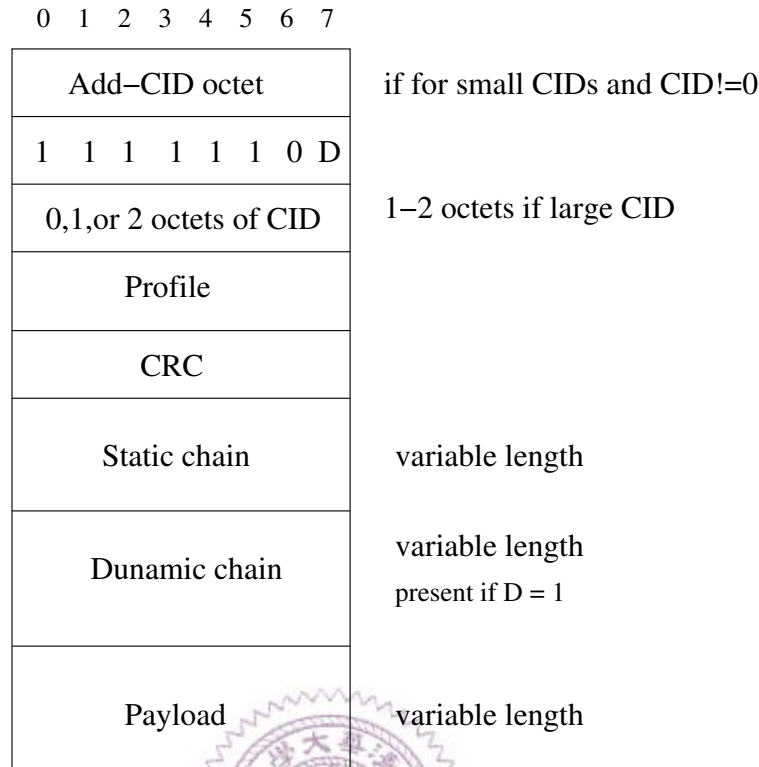 0 1 2 3 4 5 6 7
Add−CID octet if for small CIDs and CID!=0
1 1 1 1 1 1 0 D
0,1,or 2 octets of CID 1−2 octets if large CID
Profile
CRC
Static chain variable length
Dunamic chain variable length
present if D = 1
Payload variable length